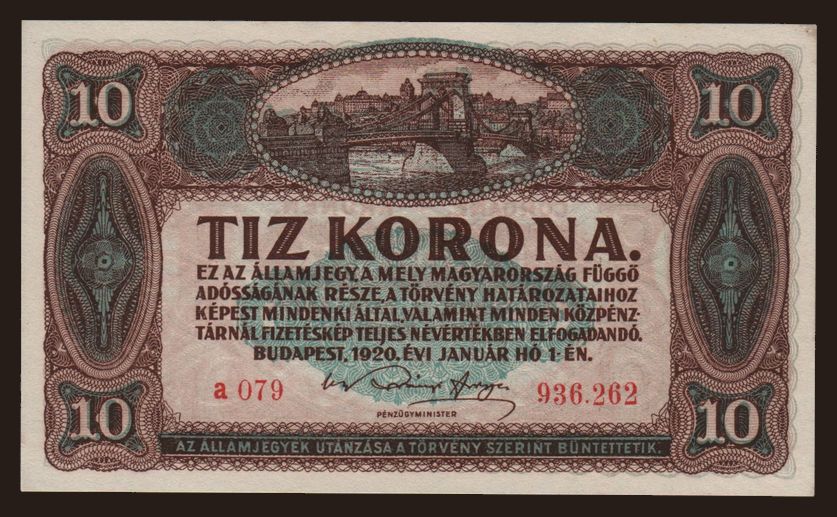 10 10
TIZ KORONA.
EZ AZ ÁLLAMJEGY, A MELY MAGYARORSZÁG FÜGGŐ
ADÓSSÁGÁNAK RÉSZE, A TÖRVÉNY HATÁROZATAIHOZ
KÉPEST MINDENKI ÁLTAL, VALAMINT MINDEN KÖZPÉNZ-
TÁRNÁL FIZETÉSKÉP TELJES NÉVÉRTÉKBEN ELFOGADANDÓ.
BUDAPEST, 1920. ÉVI JANUÁR HÓ 1-ÉN.
a 079 936.262
PÉNZÜGYMINISTER
10 10
AZ ÁLLAMJEGYEK UTÁNZÁSA A TÖRVÉNY SZERINT BÜNTETTETIK.